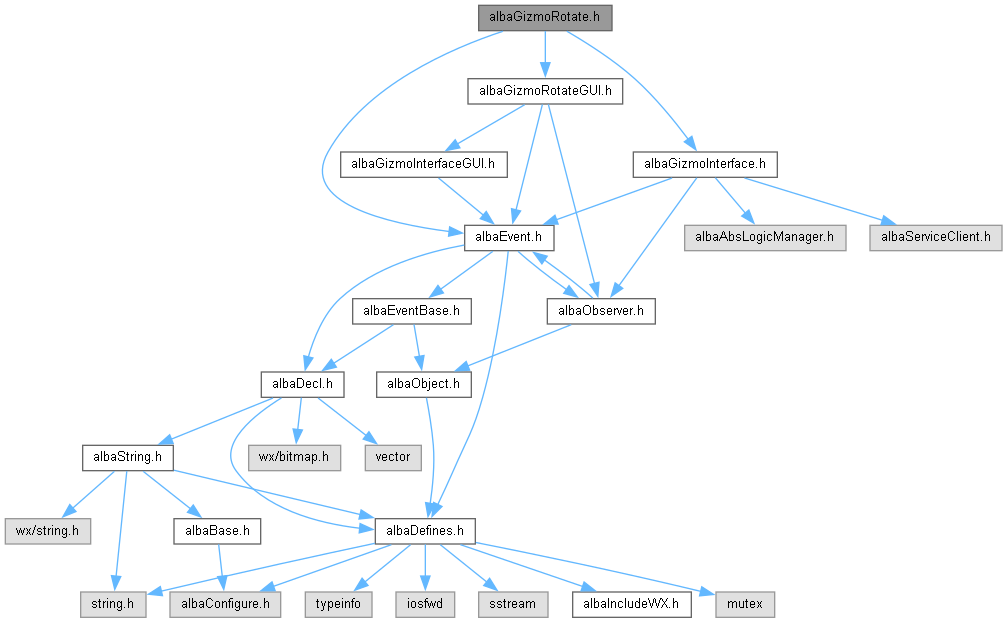 albaGizmoRotate.h
albaGizmoRotateGUI.h
albaGizmoInterfaceGUI.h
albaGizmoInterface.h
albaEvent.h
albaAbsLogicManager.h
albaServiceClient.h
albaEventBase.h
albaObserver.h
albaDecl.h
albaObject.h
albaString.h
wx/bitmap.h
vector
wx/string.h
albaBase.h
albaDefines.h
string.h
albaConfigure.h
typeinfo
iosfwd
sstream
albaIncludeWX.h
mutex